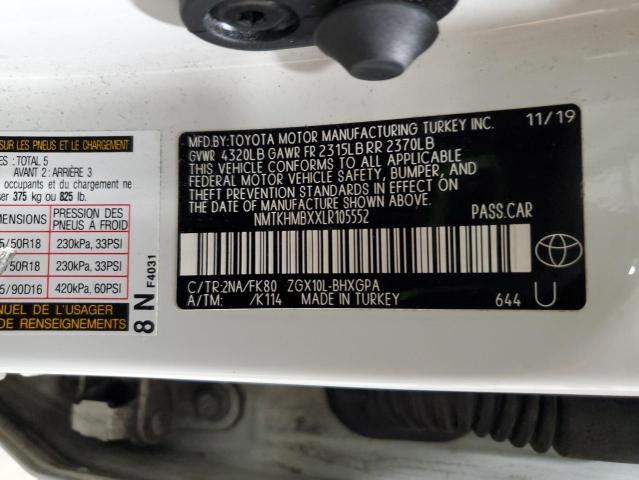 SUR LES PNEUS ET LE CHARGEMENT
: TOTAL 5
AVANT 2 : ARRIÈRE 3
occupants et du chargement ne
ser 375 kg ou 825 lb.
MENSIONS PRESSION DES PNEUS À FROID
5/50R18 230kPa, 33PSI
50R18 230kPa, 33PSI
5/90D16 420kPa, 60PSI
NUEL DE L'USAGER
DE RENSEIGNEMENTS
8 N F4031
MFD.BY:TOYOTA MOTOR MANUFACTURING TURKEY INC. 11/19
GVWR 4320LB GAWR FR 2315LB RR 2370LB
THIS VEHICLE CONFORMS TO ALL APPLICABLE
FEDERAL MOTOR VEHICLE SAFETY, BUMPER, AND
THEFT PREVENTION STANDARDS IN EFFECT ON
THE DATE OF MANUFACTURE SHOWN ABOVE.
NMTKHMBXXLR105552 PASS.CAR
C/TR:2NA/FK80 ZGX10L-BHXGPA
A/TM: /K114 MADE IN TURKEY 644 U